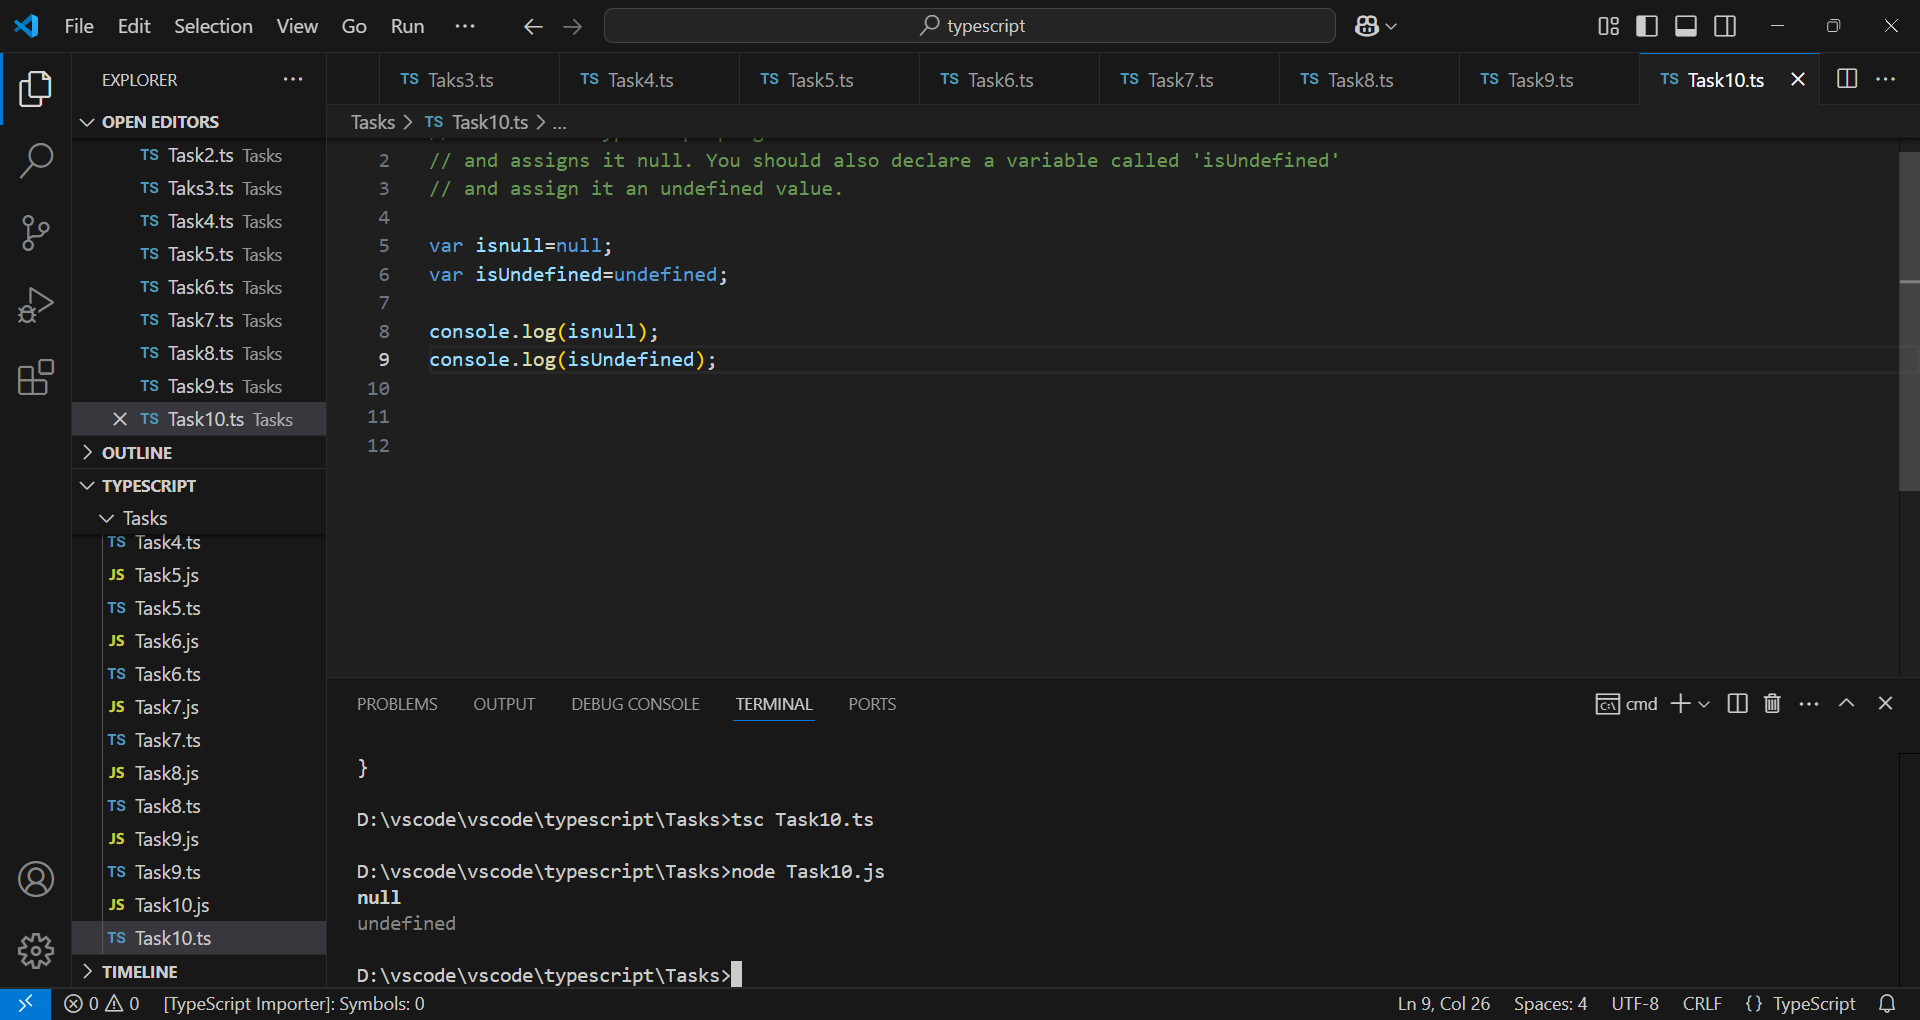 File Edit Selection View Go Run ··· typescript
EXPLORER ···
TS Taks3.ts TS Task4.ts TS Task5.ts TS Task6.ts TS Task7.ts TS Task8.ts TS Task9.ts TS Task10.ts ···
OPEN EDITORS
TS Task2.ts Tasks
TS Taks3.ts Tasks
TS Task4.ts Tasks
TS Task5.ts Tasks
TS Task6.ts Tasks
TS Task7.ts Tasks
TS Task8.ts Tasks
TS Task9.ts Tasks
TS Task10.ts Tasks
OUTLINE
TYPESCRIPT
Tasks
TS Task4.ts
JS Task5.js
TS Task5.ts
JS Task6.js
TS Task6.ts
JS Task7.js
TS Task7.ts
JS Task8.js
TS Task8.ts
JS Task9.js
TS Task9.ts
JS Task10.js
TS Task10.ts
TIMELINE
Tasks > TS Task10.ts > ...
2 // and assigns it null. You should also declare a variable called 'isUndefined'
3 // and assign it an undefined value.
4
5 var isnull=null;
6 var isUndefined=undefined;
7
8 console.log(isnull);
9 console.log(isUndefined);
10
11
12
PROBLEMS OUTPUT DEBUG CONSOLE TERMINAL PORTS cmd ···
}
D:\vscode\vscode\typescript\Tasks>tsc Task10.ts
D:\vscode\vscode\typescript\Tasks>node Task10.js
null
undefined
D:\vscode\vscode\typescript\Tasks>
0 0 [TypeScript Importer]: Symbols: 0 Ln 9, Col 26 Spaces: 4 UTF-8 CRLF {} TypeScript